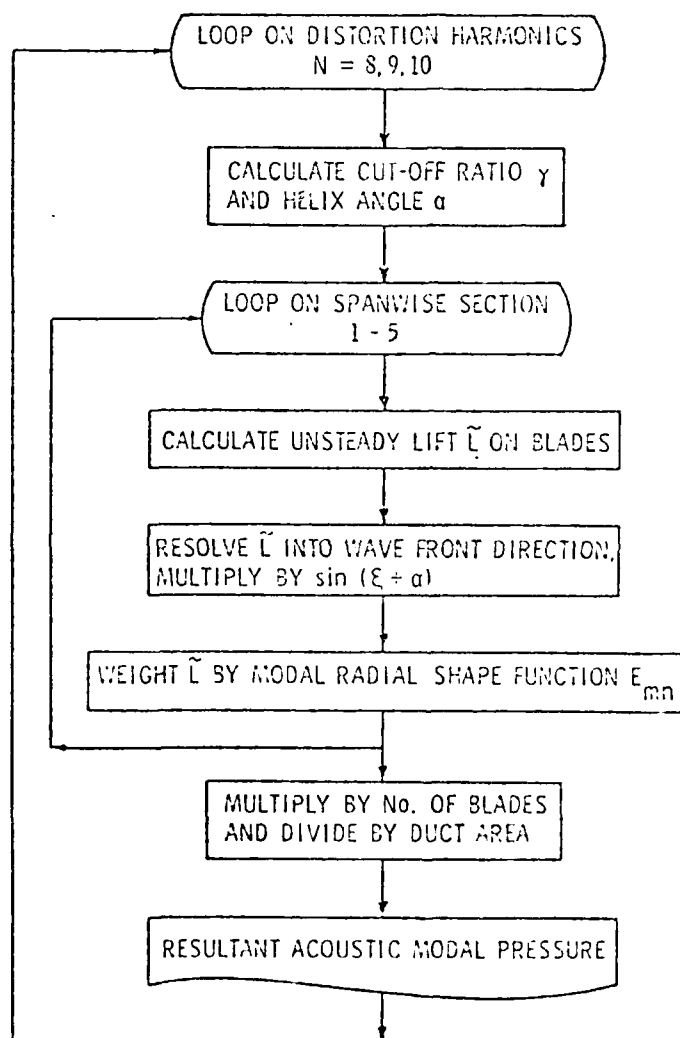 LOOP ON DISTORTION HARMONICS
N = 8, 9, 10
CALCULATE CUT-OFF RATIO γ
AND HELIX ANGLE α
LOOP ON SPANWISE SECTION
1 - 5
CALCULATE UNSTEADY LIFT L̃ ON BLADES
RESOLVE L̃ INTO WAVE FRONT DIRECTION,
MULTIPLY BY sin (ξ ÷ α)
WEIGHT L̃ BY MODAL RADIAL SHAPE FUNCTION E_mn
MULTIPLY BY No. OF BLADES
AND DIVIDE BY DUCT AREA
RESULTANT ACOUSTIC MODAL PRESSURE